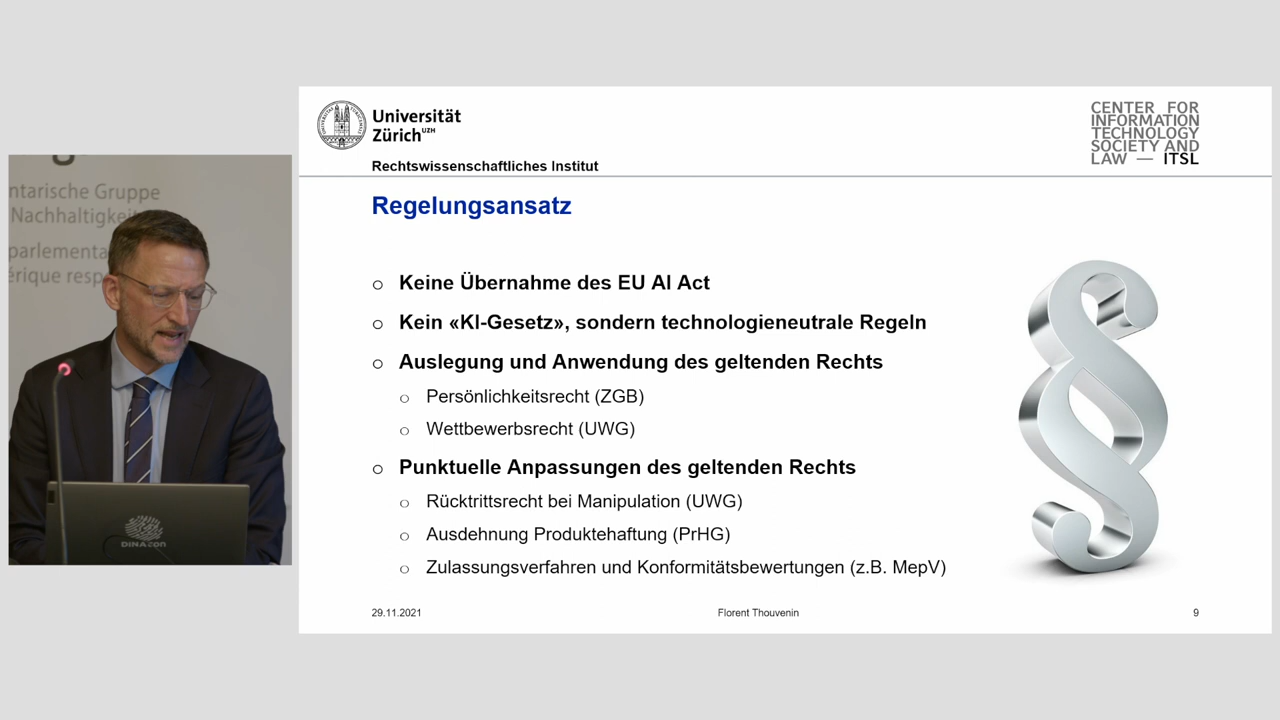 ntarische Gruppe
Nachhaltigkeit
parlementa
érique resp
DINAcon
Universität
Zürich UZH
Rechtswissenschaftliches Institut
CENTER FOR
INFORMATION
TECHNOLOGY
SOCIETY AND
LAW — ITSL
Regelungsansatz
Keine Übernahme des EU AI Act
Kein «KI-Gesetz», sondern technologieneutrale Regeln
Auslegung und Anwendung des geltenden Rechts
Persönlichkeitsrecht (ZGB)
Wettbewerbsrecht (UWG)
Punktuelle Anpassungen des geltenden Rechts
Rücktrittsrecht bei Manipulation (UWG)
Ausdehnung Produktehaftung (PrHG)
Zulassungsverfahren und Konformitätsbewertungen (z.B. MepV)
§
29.11.2021
Florent Thouvenin
9